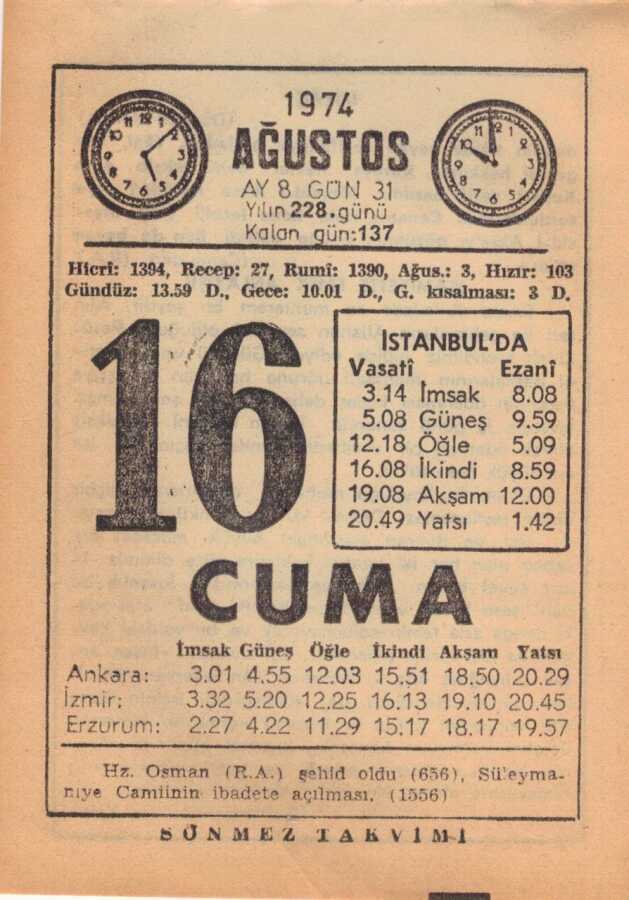 1974
AĞUSTOS
AY 8 GÜN 31
Yılın 228.günü
Kalan gün:137
Hicrî: 1394, Recep: 27, Rumî: 1390, Ağus.: 3, Hızır: 103
Gündüz: 13.59 D., Gece: 10.01 D., G. kısalması: 3 D.
16
İSTANBUL'DA
Vasatî Ezanî
3.14 İmsak 8.08
5.08 Güneş 9.59
12.18 Öğle 5.09
16.08 İkindi 8.59
19.08 Akşam 12.00
20.49 Yatsı 1.42
CUMA
İmsak Güneş Öğle İkindi Akşam Yatsı
Ankara: 3.01 4.55 12.03 15.51 18.50 20.29
İzmir: 3.32 5.20 12.25 16.13 19.10 20.45
Erzurum: 2.27 4.22 11.29 15.17 18.17 19.57
Hz. Osman (R.A.) şehid oldu (656), Süleyma-
niye Camiinin ibadete açılması, (1556)
SÖNMEZ TAKVİMİ